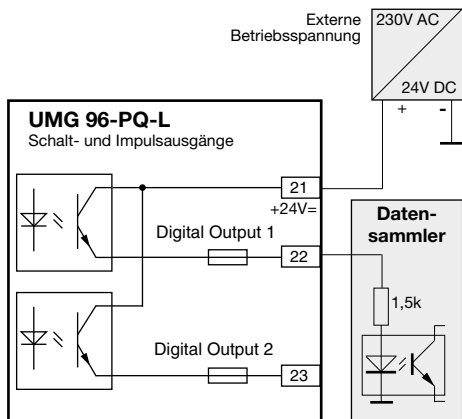 Externe
Betriebsspannung
230V AC
24V DC
+ -
UMG 96-PQ-L
Schalt- und Impulsausgänge
21
+24V=
Digital Output 1
22
Daten-
sammler
1,5k
Digital Output 2
23